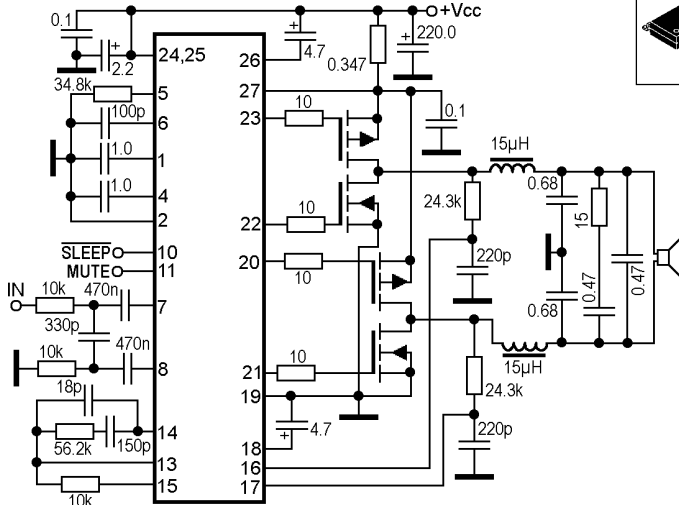 +Vcc
0.1
+
2.2
24,25
+
4.7
26
0.347
+
220.0
34.8k
5
27
10
23
0.1
100p
6
15µH
1.0
1
0.68
1.0
4
10
24.3k
15
2
22
SLEEP
10
20
10
220p
MUTE
11
IN
10k
470n
7
0.47
0.47
330p
0.68
10k
470n
8
10
21
15µH
18p
19
24.3k
56.2k
150p
14
+
4.7
220p
18
13
16
15
17
10k